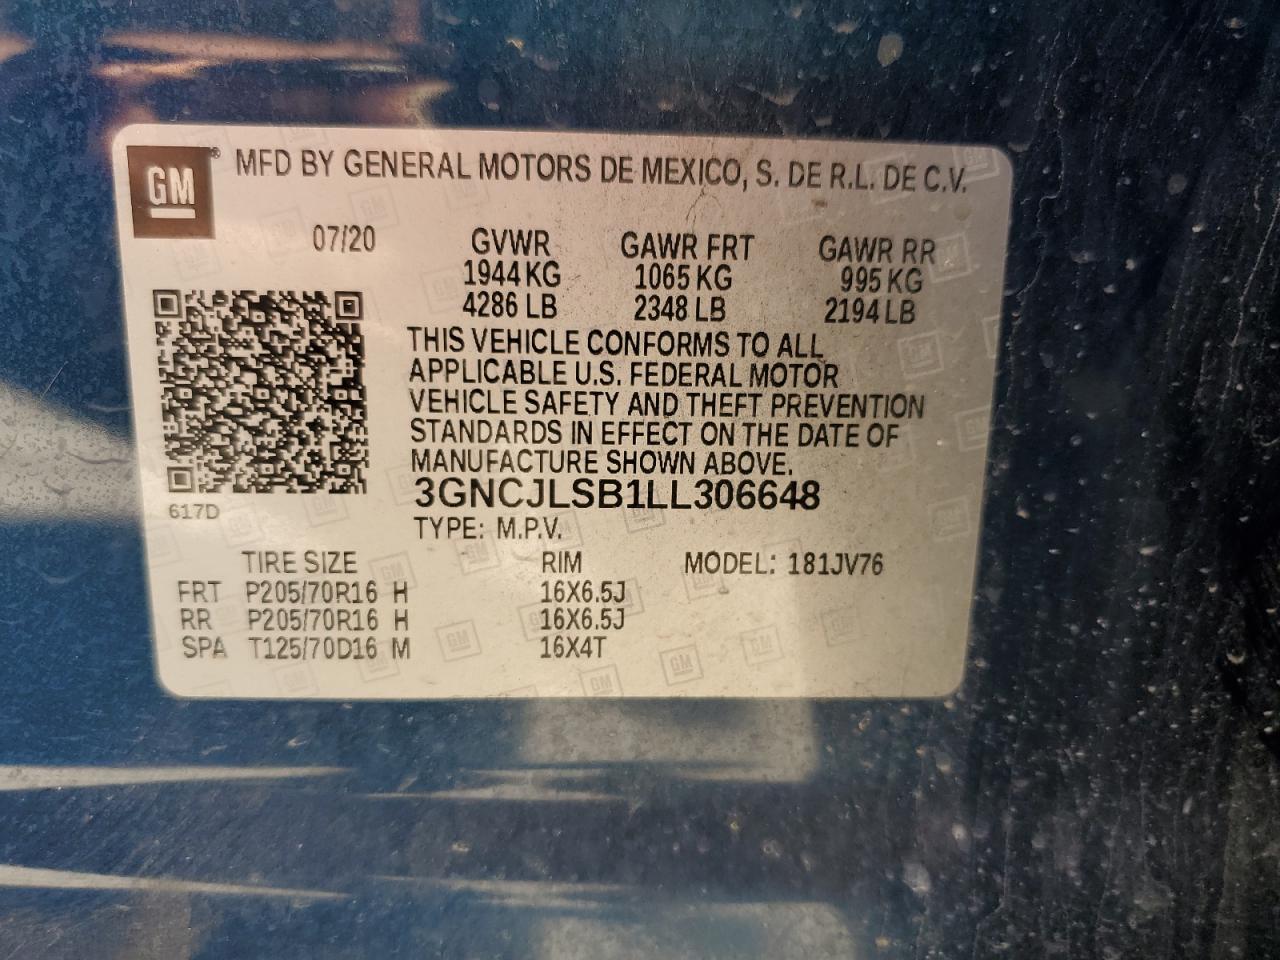 GM ® MFD BY GENERAL MOTORS DE MEXICO, S. DE R.L. DE C.V.
07/20 GVWR GAWR FRT GAWR RR
1944 KG 1065 KG 995 KG
4286 LB 2348 LB 2194 LB
THIS VEHICLE CONFORMS TO ALL
APPLICABLE U.S. FEDERAL MOTOR
VEHICLE SAFETY AND THEFT PREVENTION
STANDARDS IN EFFECT ON THE DATE OF
MANUFACTURE SHOWN ABOVE.
3GNCJLSB1LL306648
617D
TYPE: M.P.V.
TIRE SIZE RIM MODEL: 181JV76
FRT P205/70R16 H 16X6.5J
RR P205/70R16 H 16X6.5J
SPA T125/70D16 M 16X4T